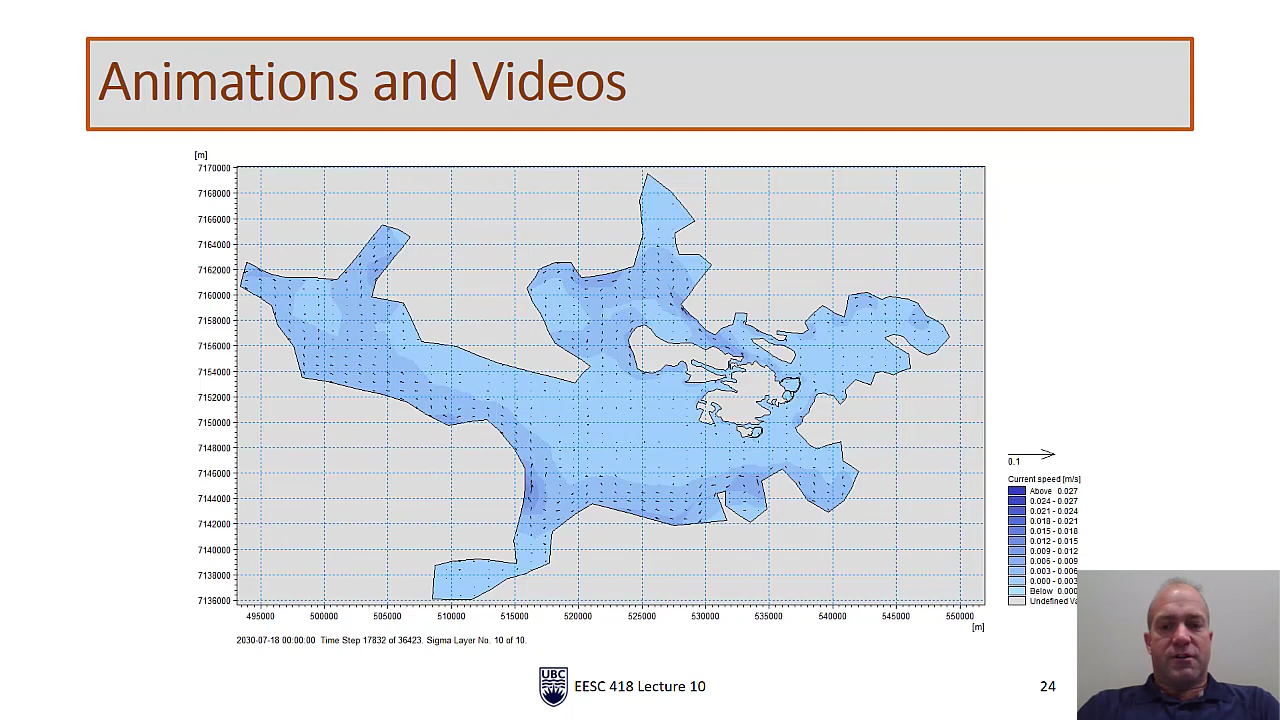 Animations and Videos
[m]
7170000
7168000
7166000
7164000
7162000
7160000
7158000
7156000
7154000
7152000
7150000
7148000
7146000
7144000
7142000
7140000
7138000
7136000
495000 500000 505000 510000 515000 520000 525000 530000 535000 540000 545000 550000
[m]
0.1
Current speed [m/s]
Above 0.027
0.024 - 0.027
0.021 - 0.024
0.018 - 0.021
0.015 - 0.018
0.012 - 0.015
0.009 - 0.012
0.006 - 0.009
0.003 - 0.006
0.000 - 0.003
Below 0.000
Undefined Va
2030-07-18 00:00:00 Time Step 17832 of 36423. Sigma Layer No. 10 of 10.
UBC
EESC 418 Lecture 10
24